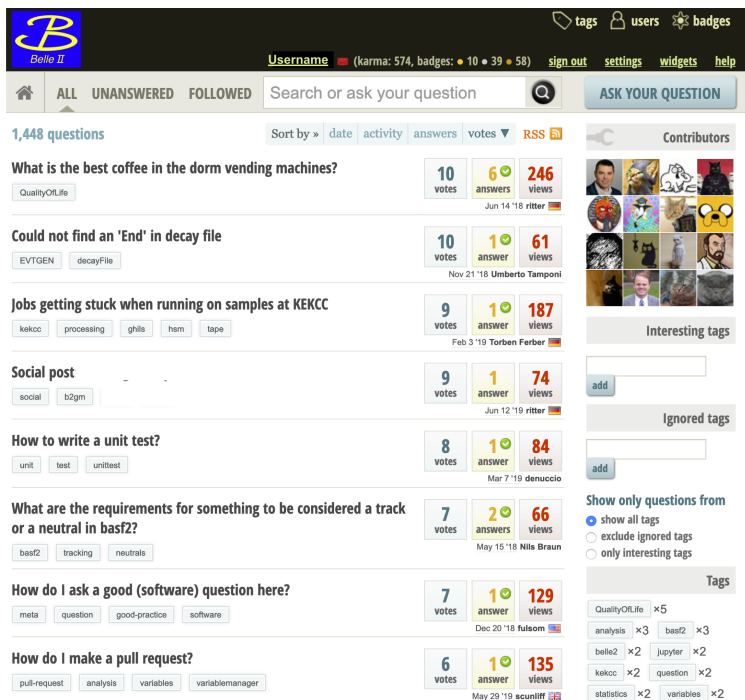 tags users badges
Belle II
Username (karma: 574, badges: ● 10 ● 39 ● 58) sign out settings widgets help
ALL UNANSWERED FOLLOWED Search or ask your question ASK YOUR QUESTION
1,448 questions Sort by » date activity answers votes ▼ RSS
Contributors
What is the best coffee in the dorm vending machines?
QualityOfLife
10 votes 6 answers 246 views
Jun 14 '18 ritter
Could not find an 'End' in decay file
EVTGEN decayFile
10 votes 1 answer 61 views
Nov 21 '18 Umberto Tamponi
Jobs getting stuck when running on samples at KEKCC
kekcc processing ghils hsm tape
9 votes 1 answer 187 views
Feb 3 '19 Torben Ferber
Social post
social b2gm
9 votes 1 answer 74 views
Jun 12 '19 ritter
How to write a unit test?
unit test unittest
8 votes 1 answer 84 views
Mar 7 '19 denuccio
What are the requirements for something to be considered a track
or a neutral in basf2?
basf2 tracking neutrals
7 votes 2 answers 66 views
May 15 '18 Nils Braun
How do I ask a good (software) question here?
meta question good-practice software
7 votes 1 answer 129 views
Dec 20 '18 fulsom
How do I make a pull request?
pull-request analysis variables variablemanager
6 votes 1 answer 135 views
May 29 '19 scunliff
Interesting tags
add
Ignored tags
add
Show only questions from
show all tags
exclude ignored tags
only interesting tags
Tags
QualityOfLife ×5
analysis ×3 basf2 ×3
belle2 ×2 jupyter ×2
kekcc ×2 question ×2
statistics ×2 variables ×2